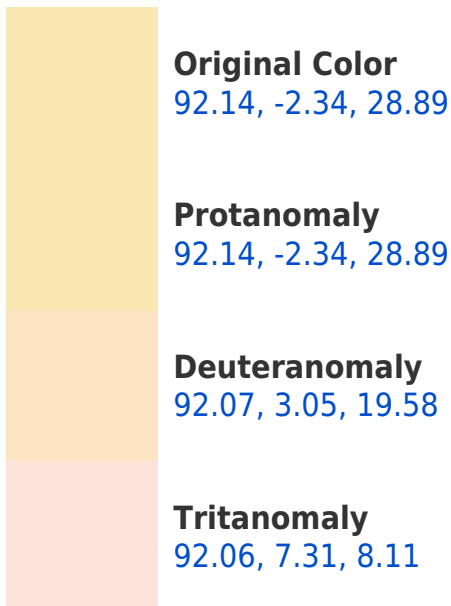 Original Color
92.14, -2.34, 28.89
Protanomaly
92.14, -2.34, 28.89
Deuteranomaly
92.07, 3.05, 19.58
Tritanomaly
92.06, 7.31, 8.11